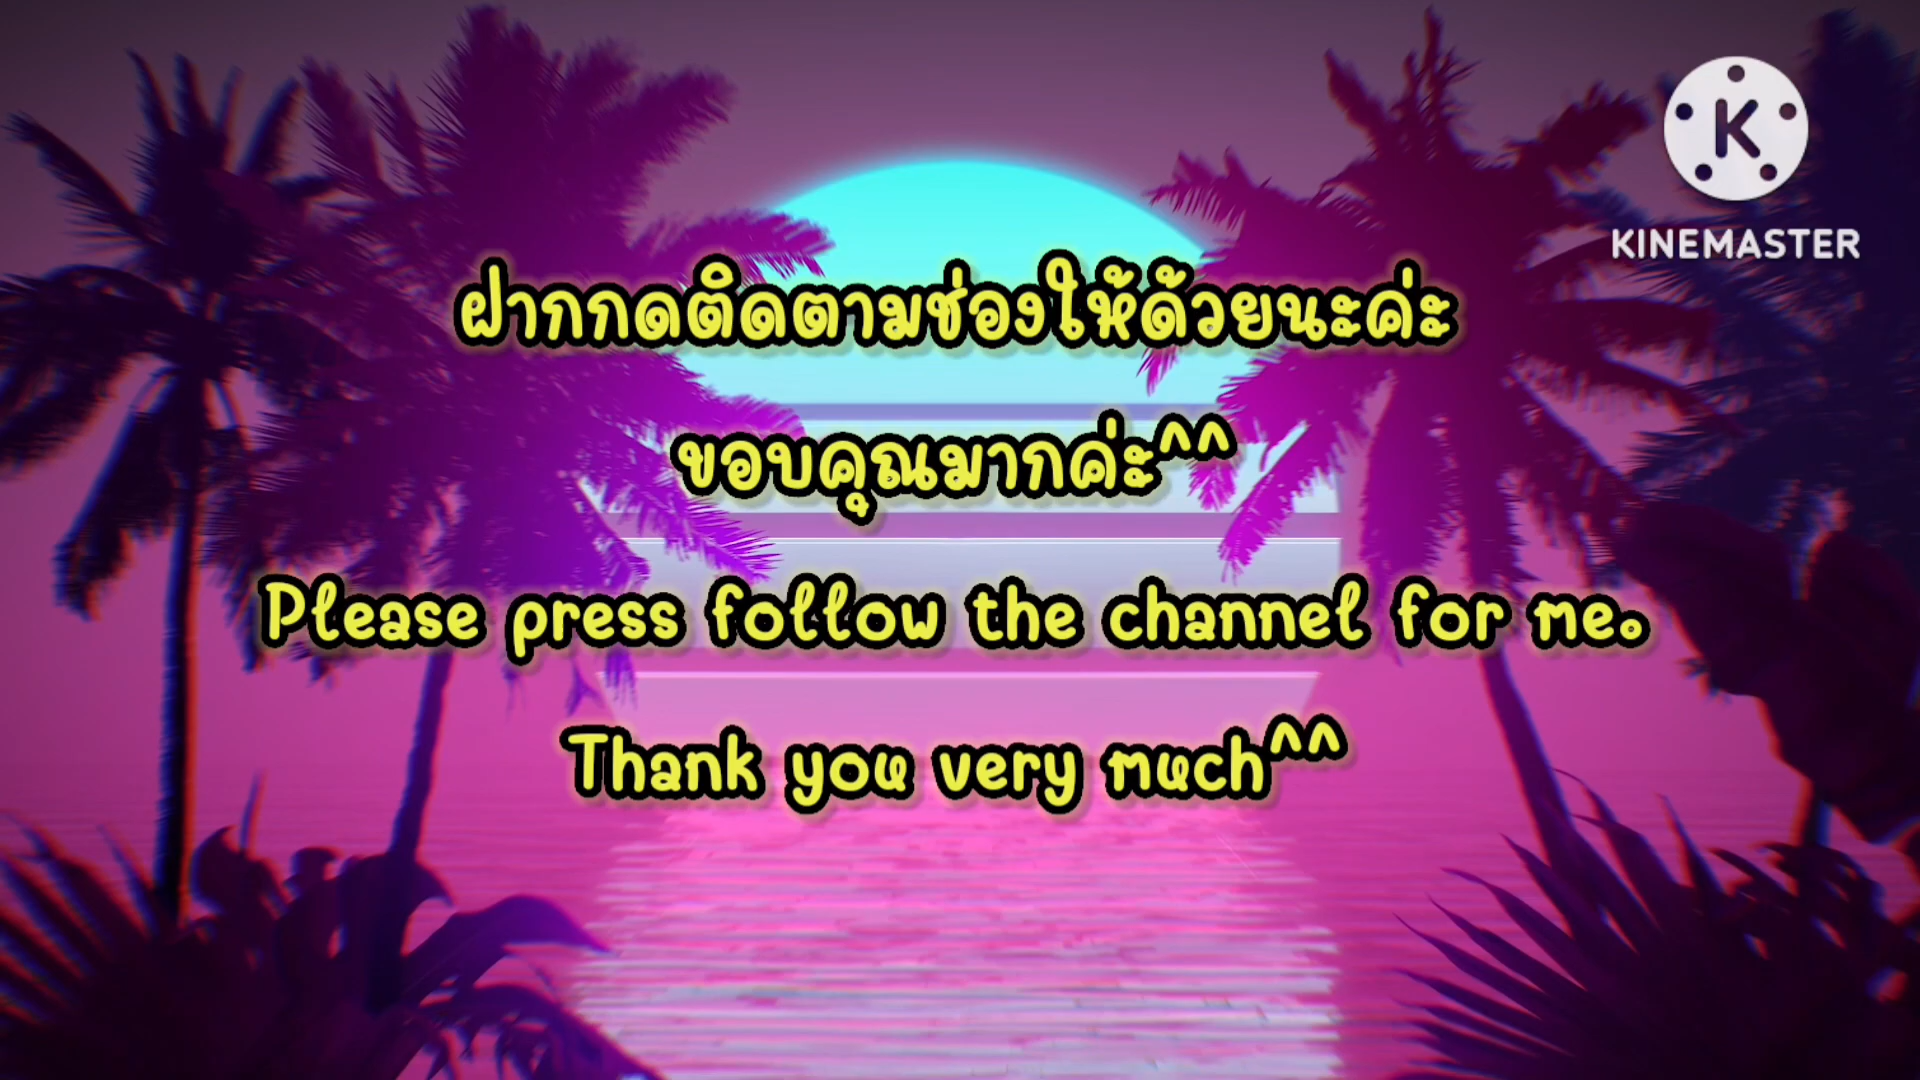 K
KINEMASTER
ฝากกดติดตามช่องให้ด้วยนะค่ะ
ขอบคุณมากค่ะ^^
Please press follow the channel for me.
Thank you very much^^